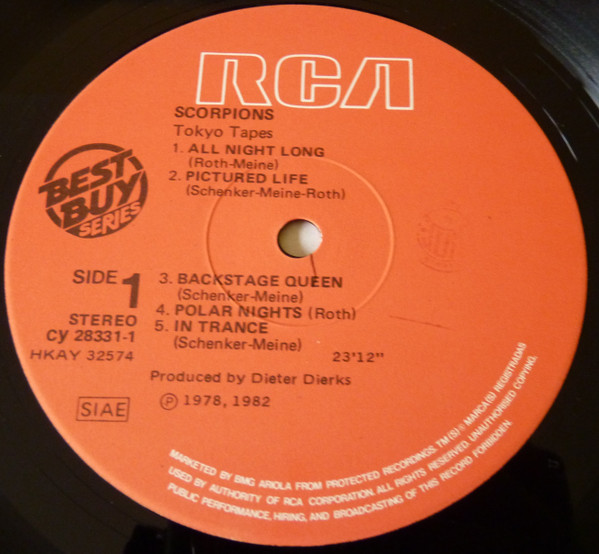 RCA
SCORPIONS
Tokyo Tapes
1. ALL NIGHT LONG
(Roth-Meine)
2. PICTURED LIFE
(Schenker-Meine-Roth)
BEST
BUY
SERIES
SIDE 1
STEREO
CY 28331-1
HKAY 32574
3. BACKSTAGE QUEEN
(Schenker-Meine)
4. POLAR NIGHTS (Roth)
5. IN TRANCE
(Schenker-Meine)
23'12"
Produced by Dieter Dierks
SIAE
Ⓟ 1978, 1982
MARKETED BY BMG ARIOLA FROM PROTECTED RECORDINGS. TM(S) ® MARCA(S) REGISTRADAS
USED BY AUTHORITY OF RCA CORPORATION. ALL RIGHTS RESERVED. UNAUTHORISED COPYING,
PUBLIC PERFORMANCE, HIRING, AND BROADCASTING OF THIS RECORD FORBIDDEN.